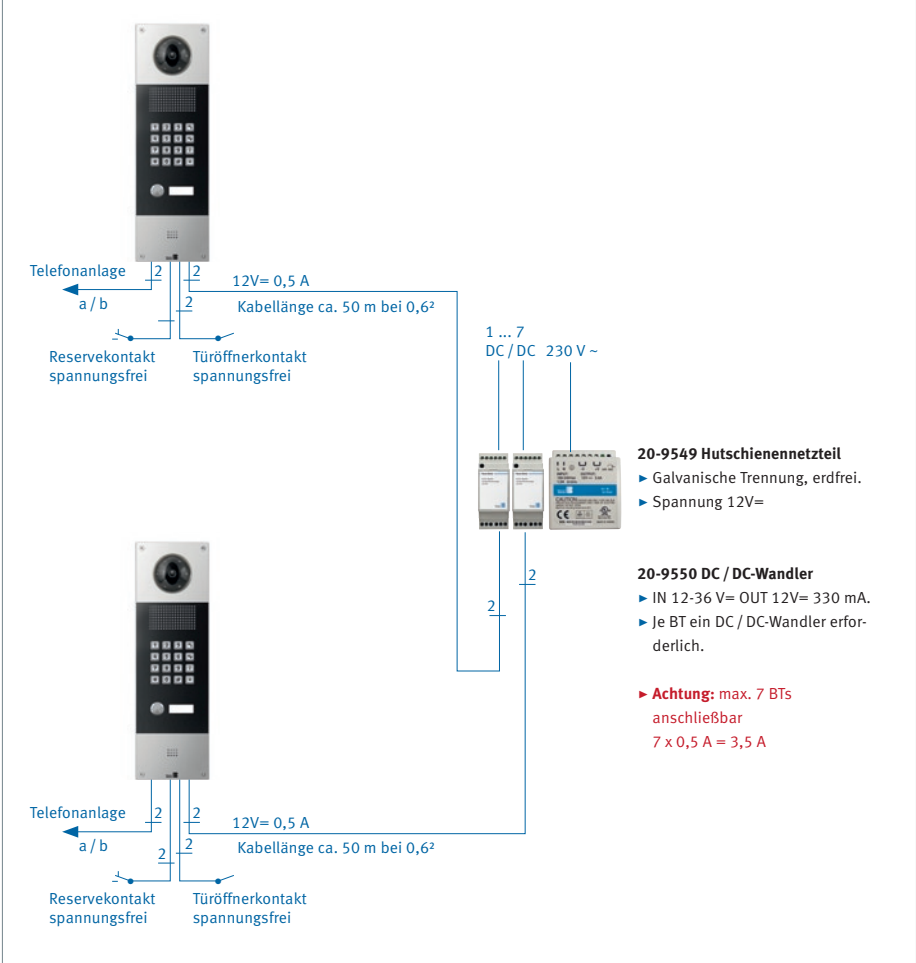 Telefonanlage
2
2
12V= 0,5 A
a / b
2
Kabellänge ca. 50 m bei 0,6²
Reservekontakt
spannungsfrei
Türöffnerkontakt
spannungsfrei
1 ... 7
DC / DC
230 V ~
20-9549 Hutschienennetzteil
► Galvanische Trennung, erdfrei.
► Spannung 12V=
CAUTION
2
2
20-9550 DC / DC-Wandler
► IN 12-36 V= OUT 12V= 330 mA.
► Je BT ein DC / DC-Wandler erfor-
derlich.
► Achtung: max. 7 BTs
anschließbar
7 x 0,5 A = 3,5 A
Telefonanlage
2
2
12V= 0,5 A
a / b
2
2
Kabellänge ca. 50 m bei 0,6²
Reservekontakt
spannungsfrei
Türöffnerkontakt
spannungsfrei